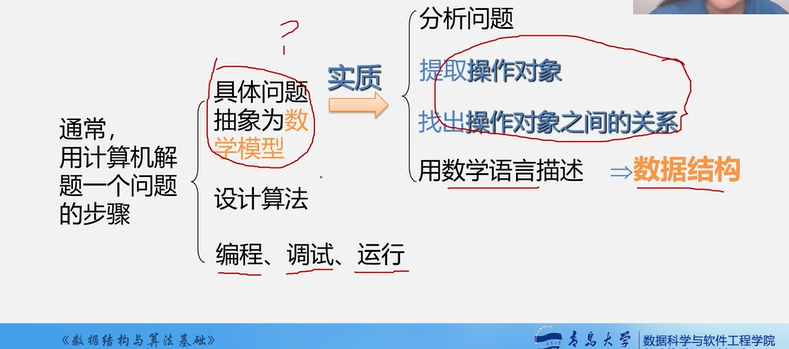 分析问题
提取操作对象
找出操作对象之间的关系
用数学语言描述 ⇒数据结构
?
实质
具体问题
抽象为数
学模型
设计算法
编程、调试、运行
通常，
用计算机解
题一个问题
的步骤
《数据结构与算法基础》
青岛大学
数据科学与软件工程学院